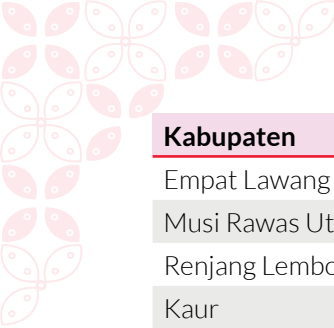 Kabupaten
Empat Lawang
Musi Rawas Ut
Renjang Lembo
Kaur